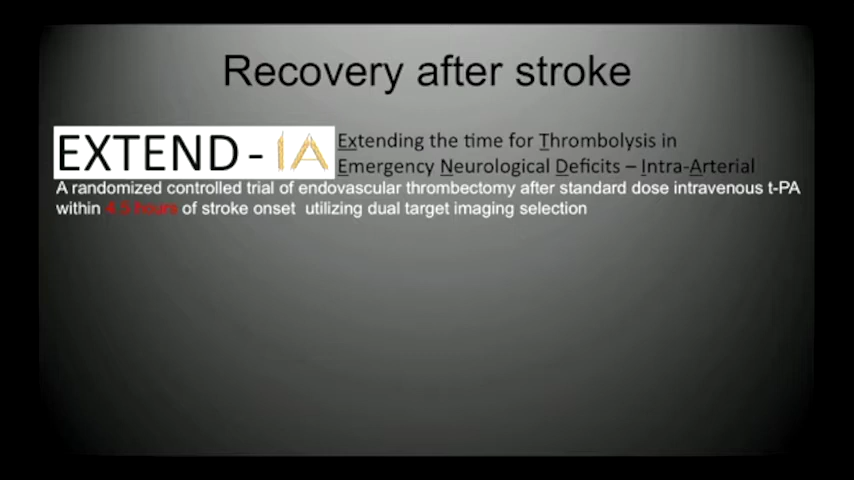 Recovery after stroke
EXTEND-IA
Extending the time for Thrombolysis in
Emergency Neurological Deficits – Intra-Arterial
A randomized controlled trial of endovascular thrombectomy after standard dose intravenous t-PA
within 4.5 hours of stroke onset utilizing dual target imaging selection